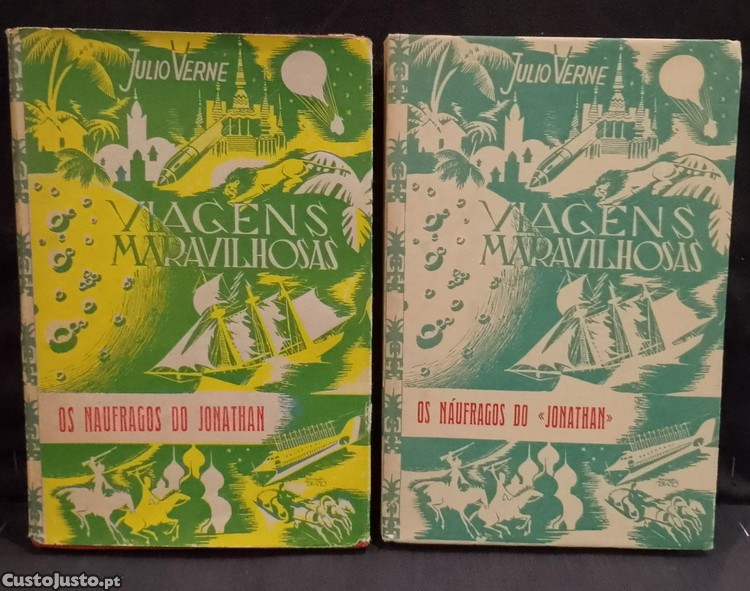 JULIO VERNE
VIAGENS
MARAVILHOSAS
OS NAUFRAGOS DO JONATHAN
JULIO VERNE
VIAGENS
MARAVILHOSAS
OS NÁUFRAGOS DO «JONATHAN»
CustoJusto.pt